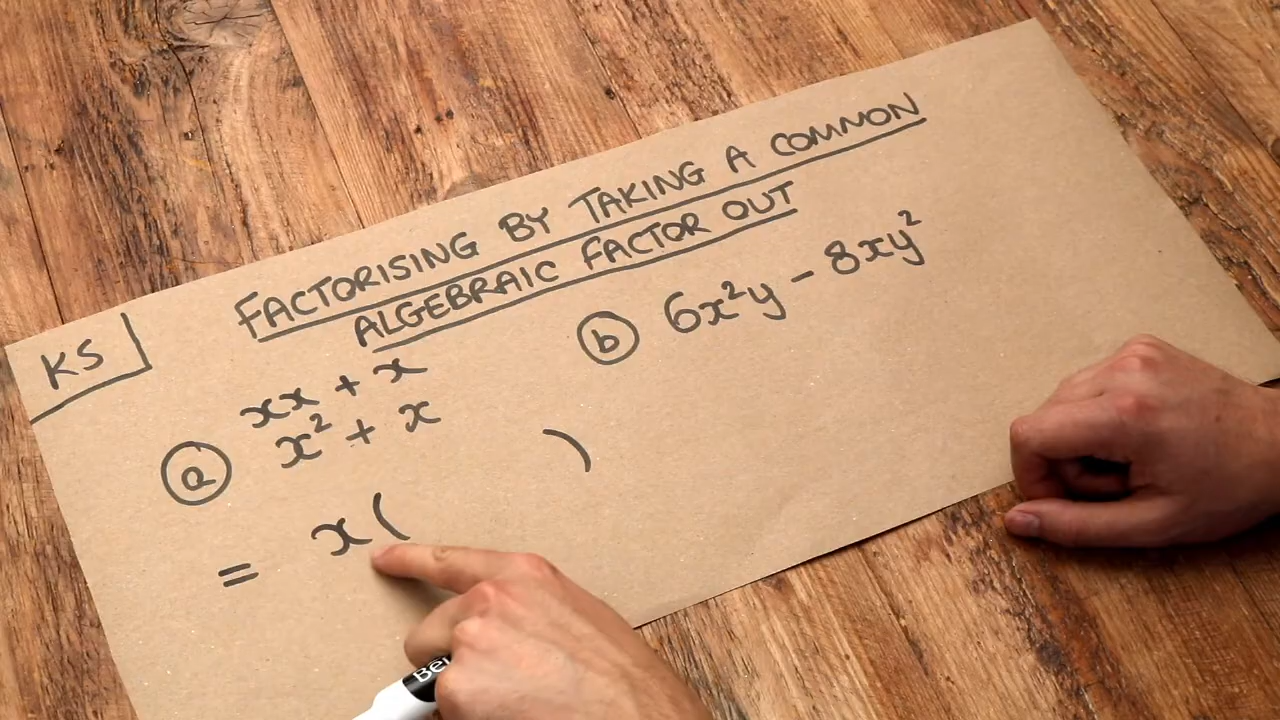 FACTORISING BY TAKING A COMMON
ALGEBRAIC FACTOR OUT
KS
xx + x
ⓐ x² + x
= x(          )
ⓑ 6x²y - 8xy²